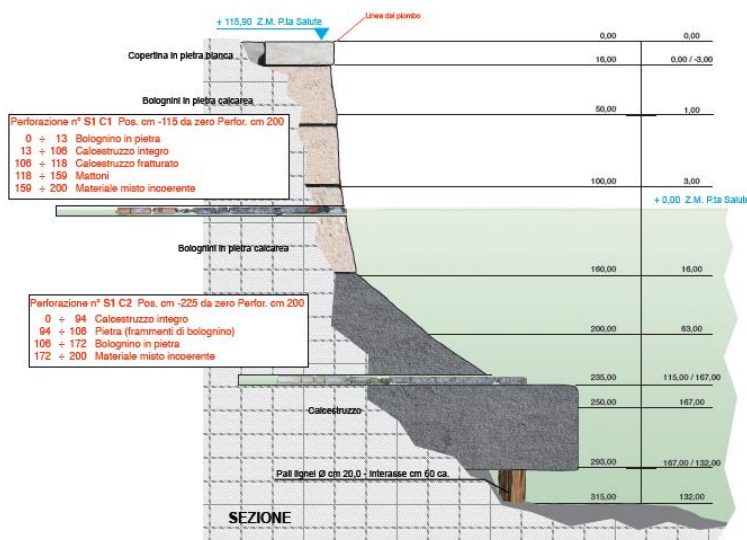 + 115,90 Z.M. P.ta Salute
Linea del piombo
0,00 0,00
Copertina in pietra bianca
16,00 0,00 / -3,00
Bolognini in pietra calcarea
50,00 1,00
Perforazione n° S1 C1 Pos. cm -115 da zero Perfor. cm 200
0 ÷ 13 Bolognino in pietra
13 ÷ 106 Calcestruzzo integro
106 ÷ 118 Calcestruzzo fratturato
118 ÷ 159 Mattoni
159 ÷ 200 Materiale misto incoerente
100,00 3,00
+ 0,00 Z.M. P.ta Salute
Bolognini in pietra calcarea
160,00 16,00
Perforazione n° S1 C2 Pos. cm -225 da zero Perfor. cm 200
0 ÷ 94 Calcestruzzo integro
94 ÷ 106 Pietra (frammenti di bolognino)
106 ÷ 172 Bolognino in pietra
172 ÷ 200 Materiale misto incoerente
200,00 63,00
235,00 115,00 / 167,00
Calcestruzzo
250,00 167,00
Pali lignei Ø cm 20,0 - Interasse cm 60 ca.
293,00 167,00 / 132,00
315,00 132,00
SEZIONE